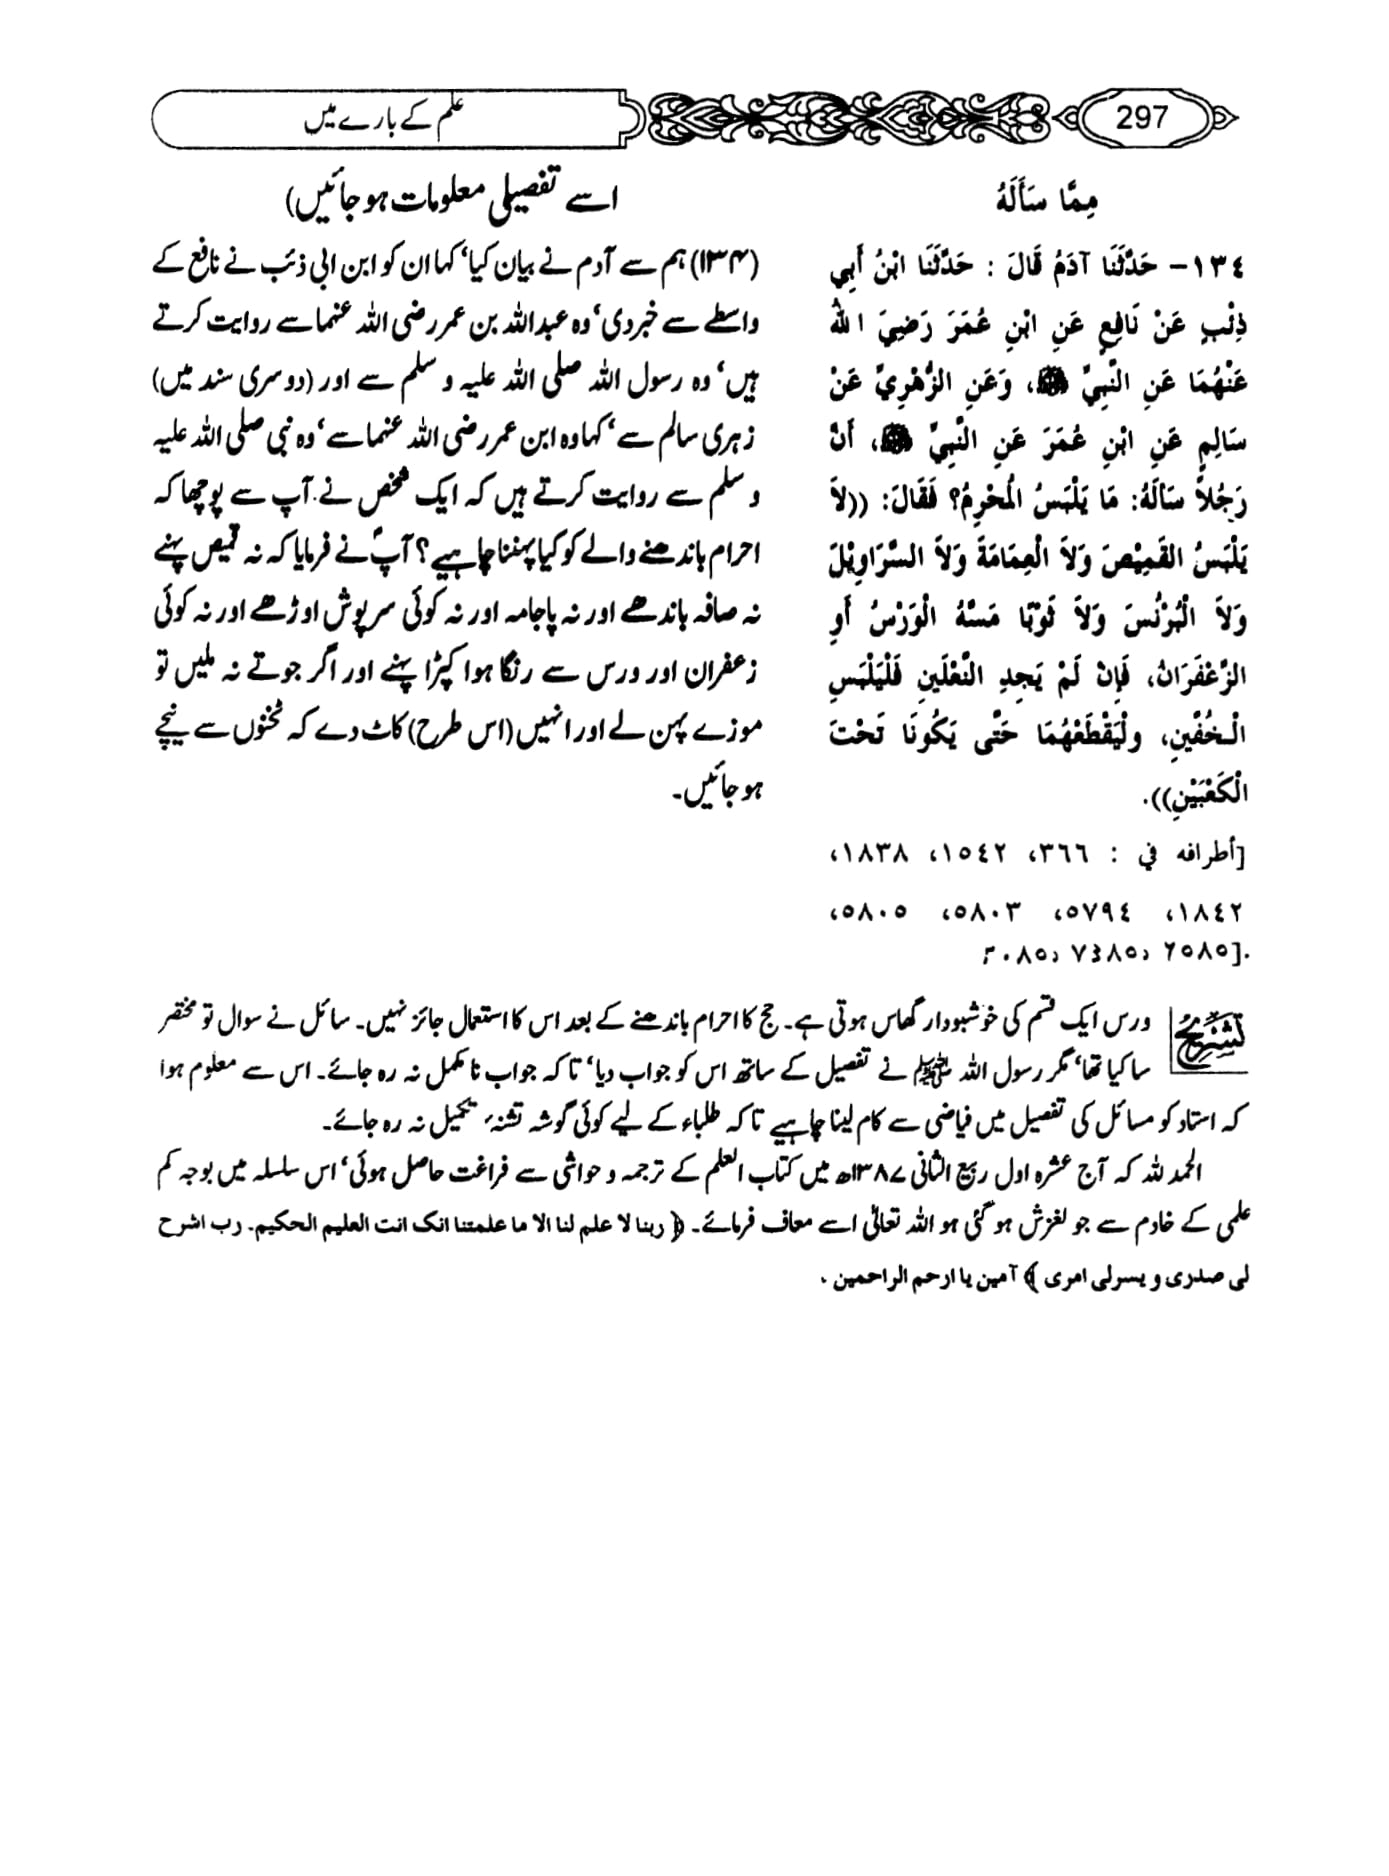 297
علم کے بارے میں
مِمَّا سَأَلَهُ
١٣٤- حَدَّثَنَا آدَمُ قَالَ : حَدَّثَنَا ابْنُ أَبِي
ذِئْبٍ عَنْ نَافِعٍ عَنِ ابْنِ عُمَرَ رَضِيَ اللهُ
عَنْهُمَا عَنِ النَّبِيِّ ﷺ، وَعَنِ الزُّهْرِيِّ عَنْ
سَالِمٍ عَنِ ابْنِ عُمَرَ عَنِ النَّبِيِّ ﷺ، أَنَّ
رَجُلاً سَأَلَهُ: مَا يَلْبَسُ الْمُحْرِمُ؟ فَقَالَ: ((لاَ
يَلْبَسُ القَمِيْصَ وَلاَ الْعِمَامَةَ وَلاَ السَّرَاوِيْلَ
وَلاَ الْبُرْنُسَ وَلاَ ثَوْبًا مَسَّهُ الْوَرْسُ أَوِ
الزَّعْفَرَانُ، فَإِنْ لَمْ يَجِدِ النَّعْلَينِ فَلْيَلْبَسِ
الْخُفَّينِ، ولْيَقْطَعْهُمَا حَتَّى يَكُونَا تَحْتَ
الْكَعْبَيْنِ)).
[أطرافه في : ٣٦٦، ١٥٤٢، ١٨٣٨،
١٨٤٢، ٥٧٩٤، ٥٨٠٣، ٥٨٠٥،
اسے تفصیلی معلومات ہو جائیں)
(۱۳۴) ہم سے آدم نے بیان کیا‘ کہا ان کو ابن ابی ذئب نے نافع کے
واسطے سے خبر دی‘ وہ عبداللہ بن عمر رضی اللہ عنہما سے روایت کرتے
ہیں‘ وہ رسول اللہ صلی اللہ علیہ و سلم سے اور (دوسری سند میں)
زہری سالم سے‘ کہا وہ ابن عمر رضی اللہ عنہما سے‘ وہ نبی صلی اللہ علیہ
و سلم سے روایت کرتے ہیں کہ ایک شخص نے آپ سے پوچھا کہ
احرام باندھنے والے کو کیا پہننا چاہیے؟ آپؐ نے فرمایا کہ نہ قمیص پہنے
نہ صافہ باندھے اور نہ پاجامہ اور نہ کوئی سرپوش اوڑھے اور نہ کوئی
زعفران اور ورس سے رنگا ہوا کپڑا پہنے اور اگر جوتے نہ ملیں تو
موزے پہن لے اور انہیں (اس طرح) کاٹ دے کہ ٹخنوں سے نیچے
ہو جائیں۔
تشریح
ورس ایک قسم کی خوشبودار گھاس ہوتی ہے۔ حج کا احرام باندھنے کے بعد اس کا استعمال جائز نہیں۔ سائل نے سوال تو مختصر
سا کیا تھا‘ مگر رسول اللہ ﷺ نے تفصیل کے ساتھ اس کو جواب دیا‘ تاکہ جواب نامکمل نہ رہ جائے۔ اس سے معلوم ہوا
کہ استاد کو مسائل کی تفصیل میں فیاضی سے کام لینا چاہیے تاکہ طلباء کے لیے کوئی گوشہ تشنہء تکمیل نہ رہ جائے۔
الحمد للہ کہ آج عشرہ اول ربیع الثانی ۱۳۸۷ھ میں کتاب العلم کے ترجمہ و حواشی سے فراغت حاصل ہوئی‘ اس سلسلہ میں بوجہ کم
علمی کے خادم سے جو لغزش ہو گئی ہو اللہ تعالٰی اسے معاف فرمائے۔ ﴿ ربنا لا علم لنا الا ما علمتنا انک انت العلیم الحکیم. رب اشرح
لی صدری و یسرلی امری ﴾ آمین یا ارحم الراحمین .